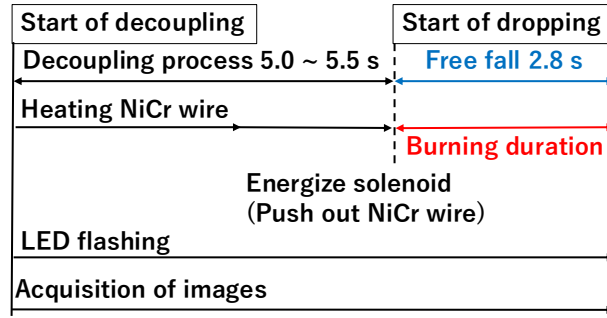 Start of decoupling
Start of dropping
Decoupling process 5.0 ~ 5.5 s
Free fall 2.8 s
Heating NiCr wire
Burning duration
Energize solenoid
(Push out NiCr wire)
LED flashing
Acquisition of images